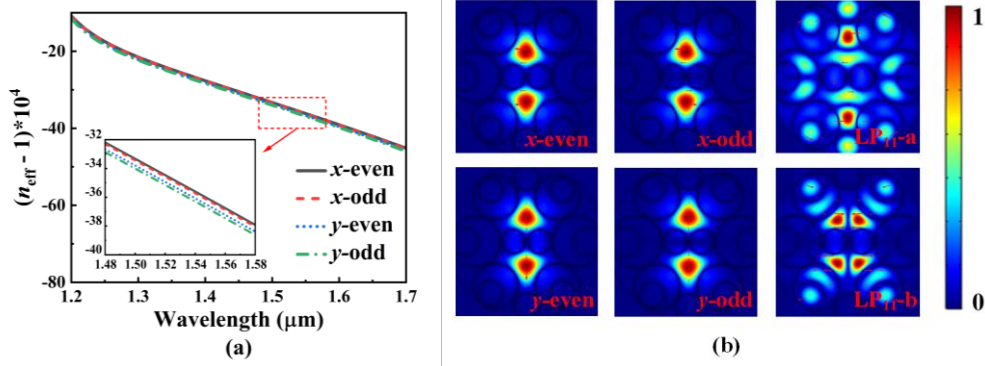 (a)
(b)
-20
-40
-60
-80
(n_eff - 1)*10^4
-32
-34
-36
-38
-40
1.48 1.50 1.52 1.54 1.56 1.58
x-even
x-odd
y-even
y-odd
1.2 1.3 1.4 1.5 1.6 1.7
Wavelength (μm)
(a)
x-even x-odd LP₁₁-a
y-even y-odd LP₁₁-b
1
0
(b)